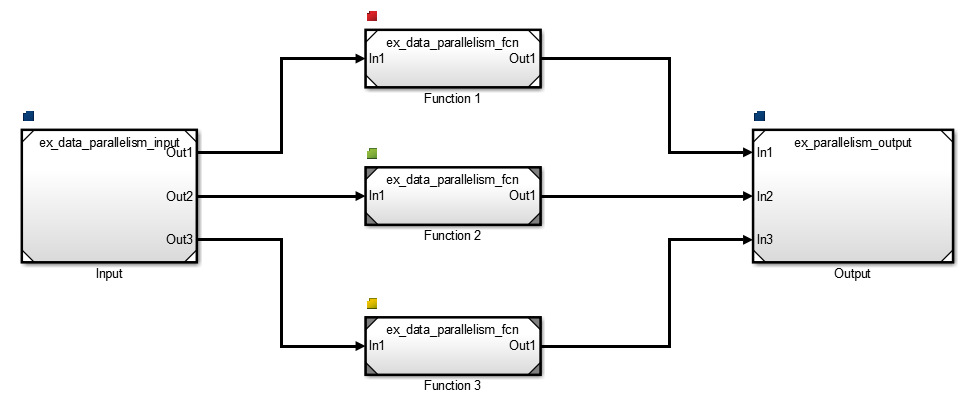 ex_data_parallelism_fcn
In1
Out1
Function 1
ex_data_parallelism_input
Out1
Out2
Out3
Input
ex_data_parallelism_fcn
In1
Out1
Function 2
ex_data_parallelism_fcn
In1
Out1
Function 3
ex_parallelism_output
In1
In2
In3
Output